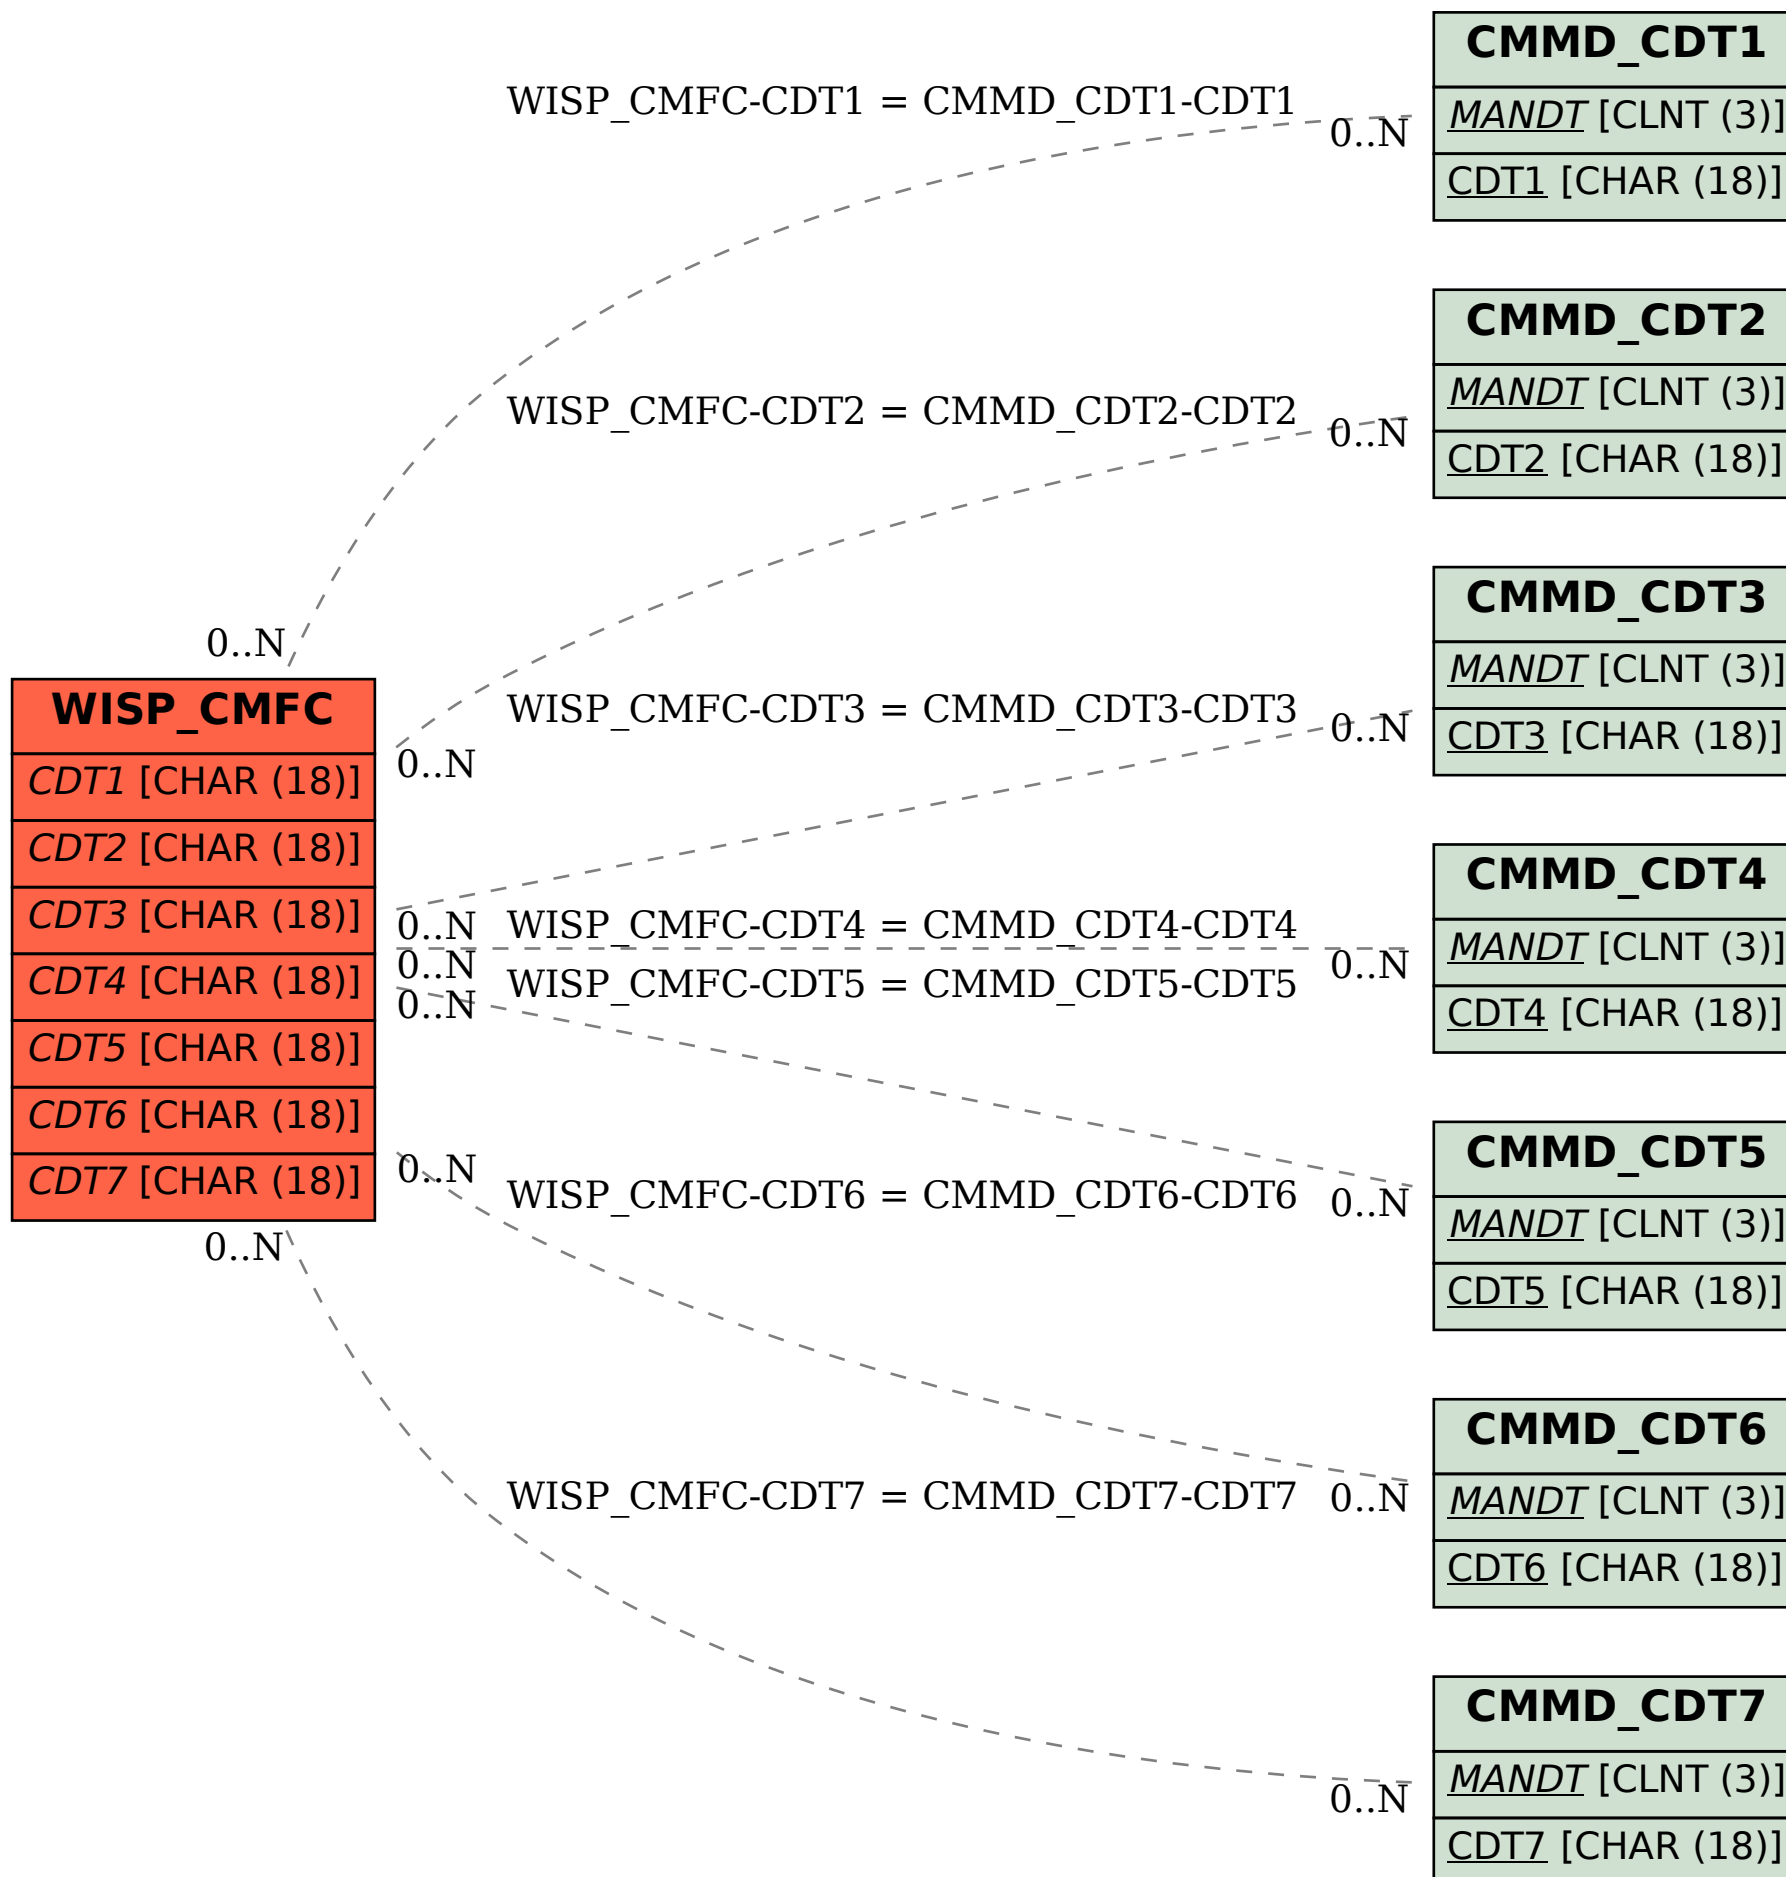 WISP_CMFC
CDT1 [CHAR (18)]
CDT2 [CHAR (18)]
CDT3 [CHAR (18)]
CDT4 [CHAR (18)]
CDT5 [CHAR (18)]
CDT6 [CHAR (18)]
CDT7 [CHAR (18)]
0..N
WISP_CMFC-CDT1 = CMMD_CDT1-CDT1
0..N
CMMD_CDT1
MANDT [CLNT (3)]
CDT1 [CHAR (18)]
0..N
WISP_CMFC-CDT2 = CMMD_CDT2-CDT2
0..N
CMMD_CDT2
MANDT [CLNT (3)]
CDT2 [CHAR (18)]
0..N
WISP_CMFC-CDT3 = CMMD_CDT3-CDT3
0..N
CMMD_CDT3
MANDT [CLNT (3)]
CDT3 [CHAR (18)]
0..N
WISP_CMFC-CDT4 = CMMD_CDT4-CDT4
0..N
CMMD_CDT4
MANDT [CLNT (3)]
CDT4 [CHAR (18)]
0..N
WISP_CMFC-CDT5 = CMMD_CDT5-CDT5
0..N
CMMD_CDT5
MANDT [CLNT (3)]
CDT5 [CHAR (18)]
0..N
WISP_CMFC-CDT6 = CMMD_CDT6-CDT6
0..N
CMMD_CDT6
MANDT [CLNT (3)]
CDT6 [CHAR (18)]
0..N
WISP_CMFC-CDT7 = CMMD_CDT7-CDT7
0..N
CMMD_CDT7
MANDT [CLNT (3)]
CDT7 [CHAR (18)]